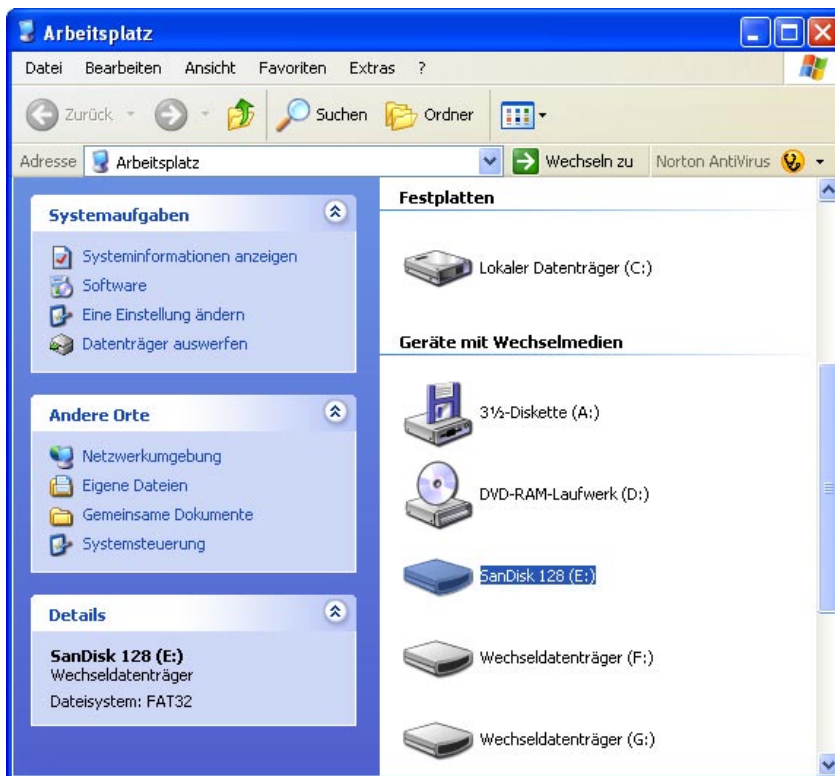 Arbeitsplatz
Datei Bearbeiten Ansicht Favoriten Extras ?
Zurück Suchen Ordner
Adresse Arbeitsplatz Wechseln zu Norton AntiVirus
Systemaufgaben
Systeminformationen anzeigen
Software
Eine Einstellung ändern
Datenträger auswerfen
Andere Orte
Netzwerkumgebung
Eigene Dateien
Gemeinsame Dokumente
Systemsteuerung
Details
SanDisk 128 (E:)
Wechseldatenträger
Dateisystem: FAT32
Festplatten
Lokaler Datenträger (C:)
Geräte mit Wechselmedien
3½-Diskette (A:)
DVD-RAM-Laufwerk (D:)
SanDisk 128 (E:)
Wechseldatenträger (F:)
Wechseldatenträger (G:)